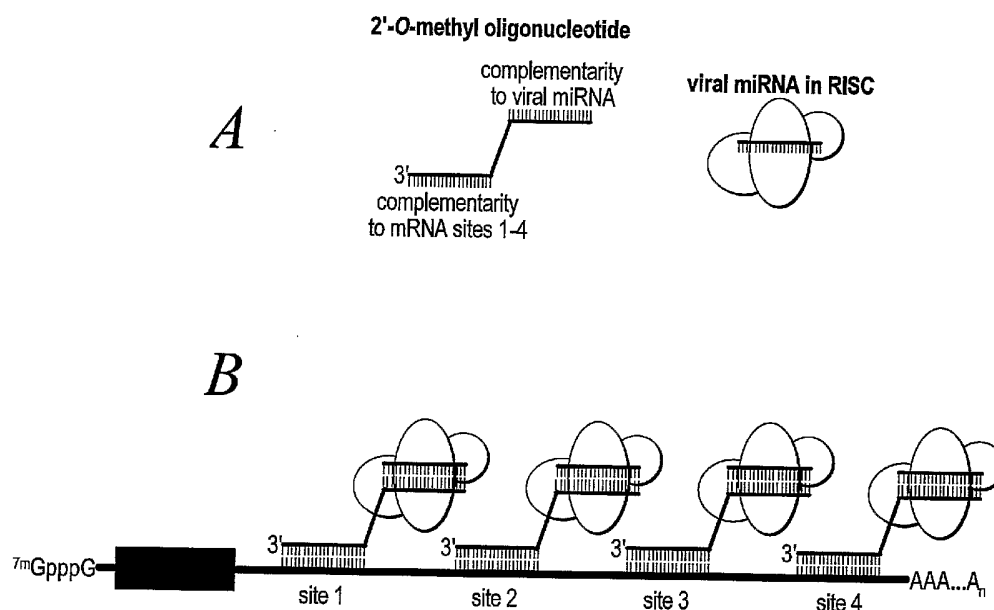 2'-O-methyl oligonucleotide
complementarity
to viral miRNA
viral miRNA in RISC
A
3'
complementarity
to mRNA sites 1-4
B
3'
3'
3'
3'
7mGpppG
AAA...An
site 1
site 2
site 3
site 4